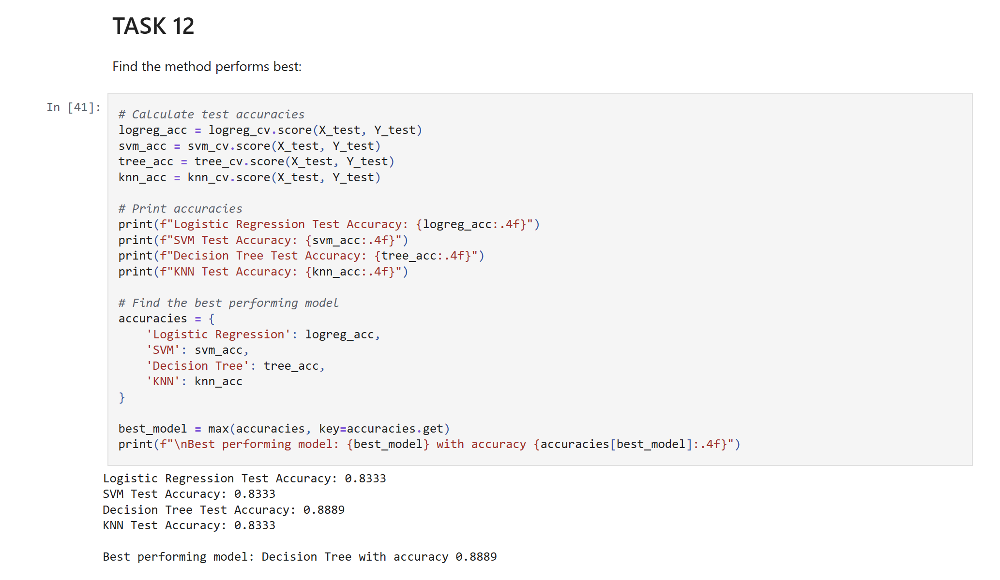 TASK 12
Find the method performs best:
In [41]:
# Calculate test accuracies
logreg_acc = logreg_cv.score(X_test, Y_test)
svm_acc = svm_cv.score(X_test, Y_test)
tree_acc = tree_cv.score(X_test, Y_test)
knn_acc = knn_cv.score(X_test, Y_test)
# Print accuracies
print(f"Logistic Regression Test Accuracy: {logreg_acc:.4f}")
print(f"SVM Test Accuracy: {svm_acc:.4f}")
print(f"Decision Tree Test Accuracy: {tree_acc:.4f}")
print(f"KNN Test Accuracy: {knn_acc:.4f}")
# Find the best performing model
accuracies = {
    'Logistic Regression': logreg_acc,
    'SVM': svm_acc,
    'Decision Tree': tree_acc,
    'KNN': knn_acc
}
best_model = max(accuracies, key=accuracies.get)
print(f"\nBest performing model: {best_model} with accuracy {accuracies[best_model]:.4f}")
Logistic Regression Test Accuracy: 0.8333
SVM Test Accuracy: 0.8333
Decision Tree Test Accuracy: 0.8889
KNN Test Accuracy: 0.8333
Best performing model: Decision Tree with accuracy 0.8889